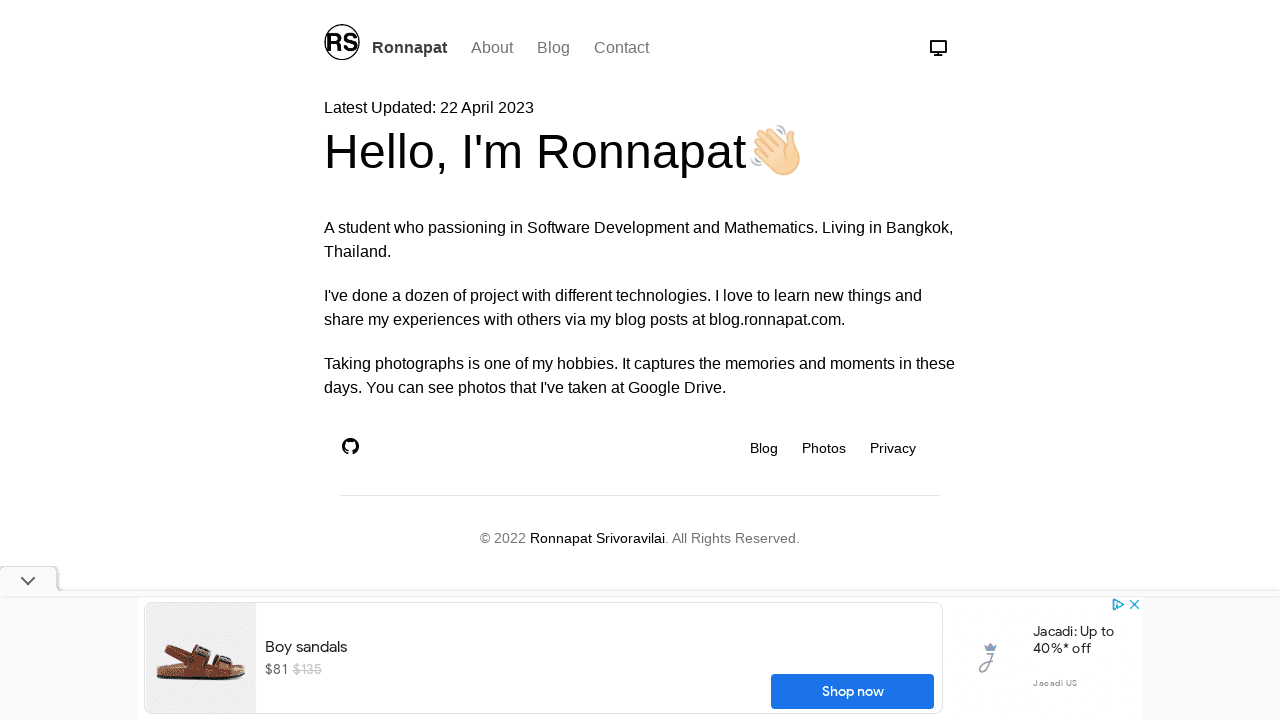 RS
Ronnapat About Blog Contact
Latest Updated: 22 April 2023
Hello, I'm Ronnapat👋🏼
A student who passioning in Software Development and Mathematics. Living in Bangkok,
Thailand.
I've done a dozen of project with different technologies. I love to learn new things and
share my experiences with others via my blog posts at blog.ronnapat.com.
Taking photographs is one of my hobbies. It captures the memories and moments in these
days. You can see photos that I've taken at Google Drive.
Blog Photos Privacy
© 2022 Ronnapat Srivoravilai. All Rights Reserved.
Boy sandals
$81 $135
Shop now
Jacadi: Up to
40%* off
Jacadi US